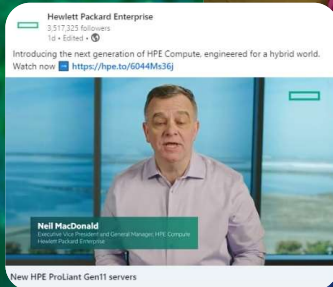 Hewlett Packard Enterprise
3,517,325 followers
1d • Edited •
Introducing the next generation of HPE Compute, engineered for a hybrid world.
Watch now ➡ https://hpe.to/6044Ms36j
Neil MacDonald
Executive Vice President and General Manager, HPE Compute
Hewlett Packard Enterprise
New HPE ProLiant Gen11 servers